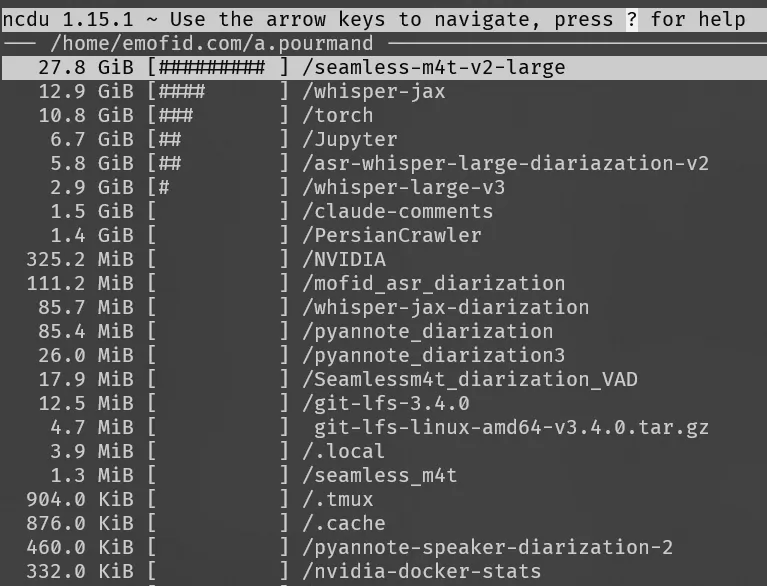 ncdu 1.15.1 ~ Use the arrow keys to navigate, press ? for help
--- /home/emofid.com/a.pourmand ---
27.8 GiB [######### ] /seamless-m4t-v2-large
12.9 GiB [####      ] /whisper-jax
10.8 GiB [###       ] /torch
6.7 GiB [##        ] /Jupyter
5.8 GiB [##        ] /asr-whisper-large-diariazation-v2
2.9 GiB [#         ] /whisper-large-v3
1.5 GiB [          ] /claude-comments
1.4 GiB [          ] /PersianCrawler
325.2 MiB [          ] /NVIDIA
111.2 MiB [          ] /mofid_asr_diarization
85.7 MiB [          ] /whisper-jax-diarization
85.4 MiB [          ] /pyannote_diarization
26.0 MiB [          ] /pyannote_diarization3
17.9 MiB [          ] /Seamlessm4t_diarization_VAD
12.5 MiB [          ] /git-lfs-3.4.0
4.7 MiB [          ]  git-lfs-linux-amd64-v3.4.0.tar.gz
3.9 MiB [          ] /.local
1.3 MiB [          ] /seamless_m4t
904.0 KiB [          ] /.tmux
876.0 KiB [          ] /.cache
460.0 KiB [          ] /pyannote-speaker-diarization-2
332.0 KiB [          ] /nvidia-docker-stats